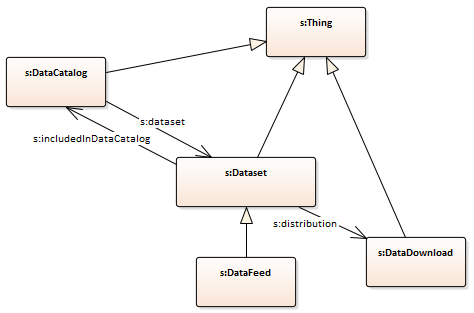 s:Thing
s:DataCatalog
s:dataset
s:includedInDataCatalog
s:Dataset
s:distribution
s:DataDownload
s:DataFeed